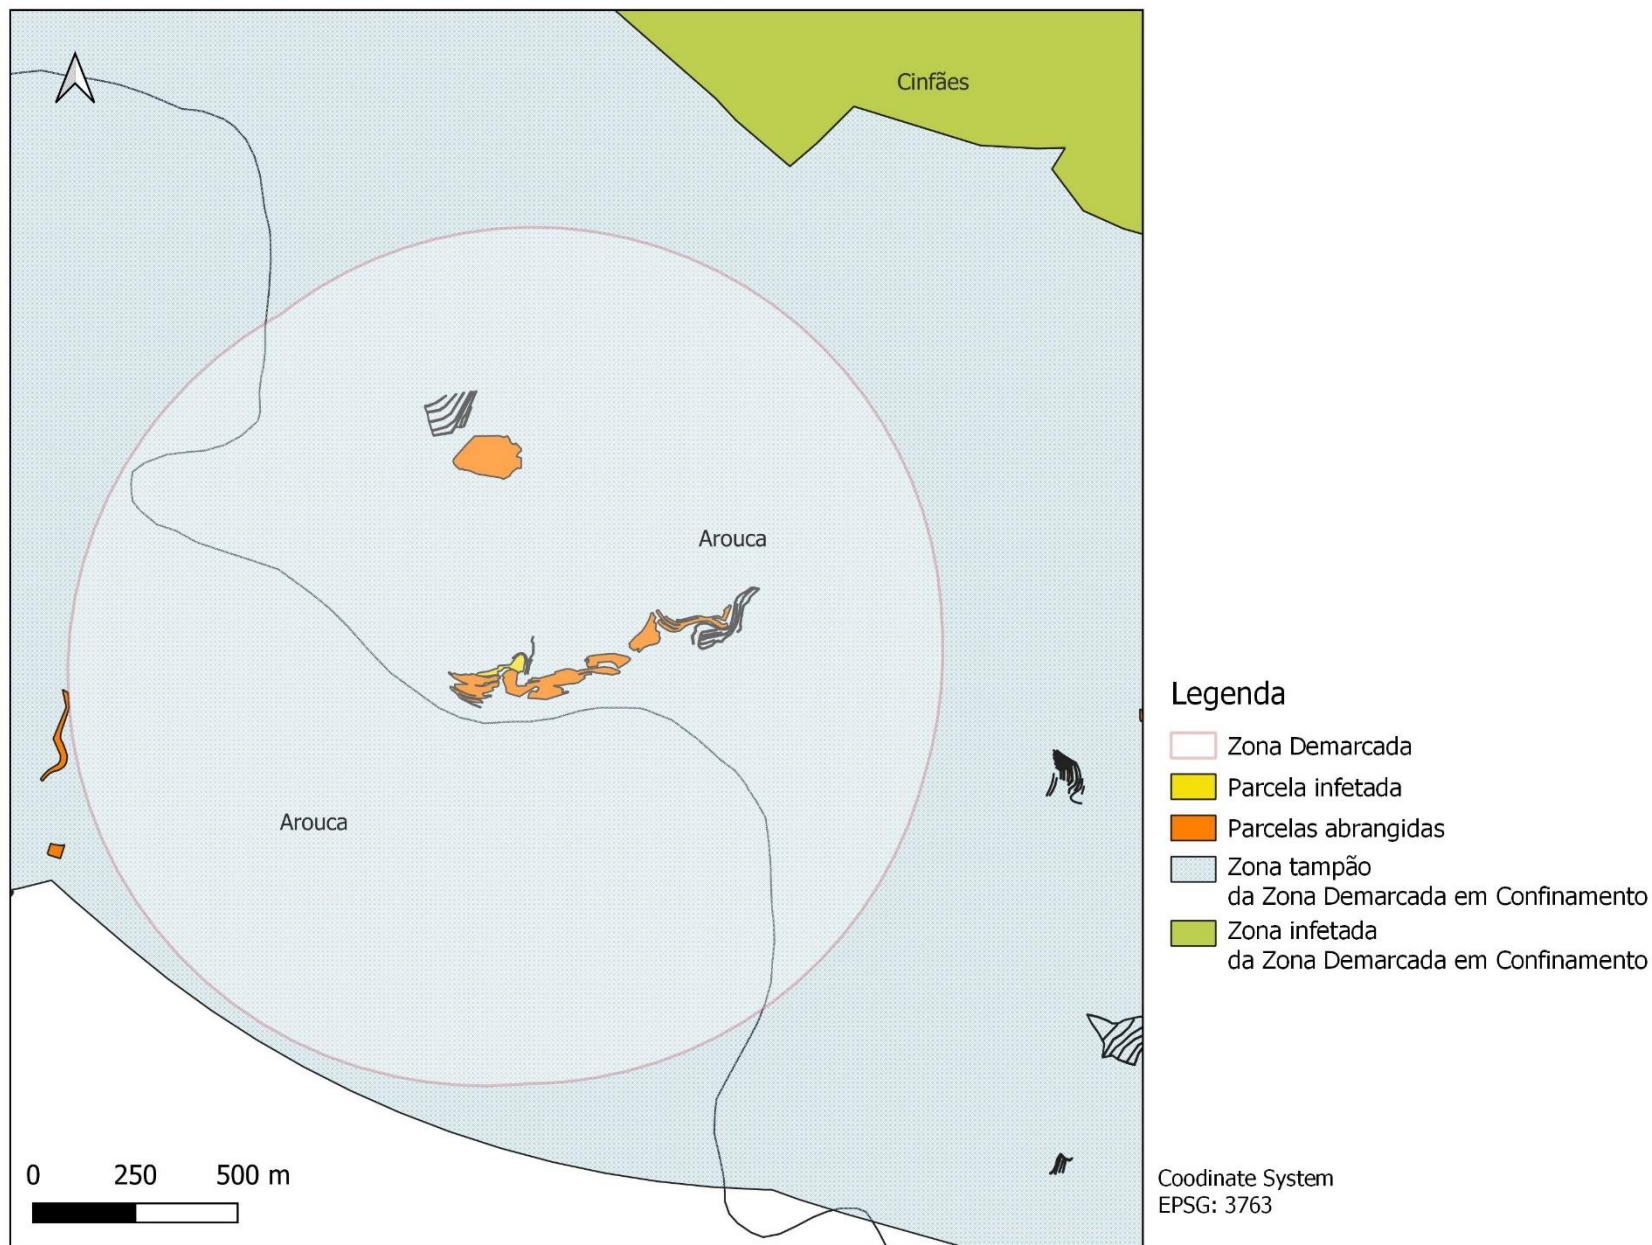 Cinfães
Arouca
Arouca
0 250 500 m
Legenda
Zona Demarcada
Parcela infetada
Parcelas abrangidas
Zona tampão
da Zona Demarcada em Confinamento
Zona infetada
da Zona Demarcada em Confinamento
Coodinate System
EPSG: 3763